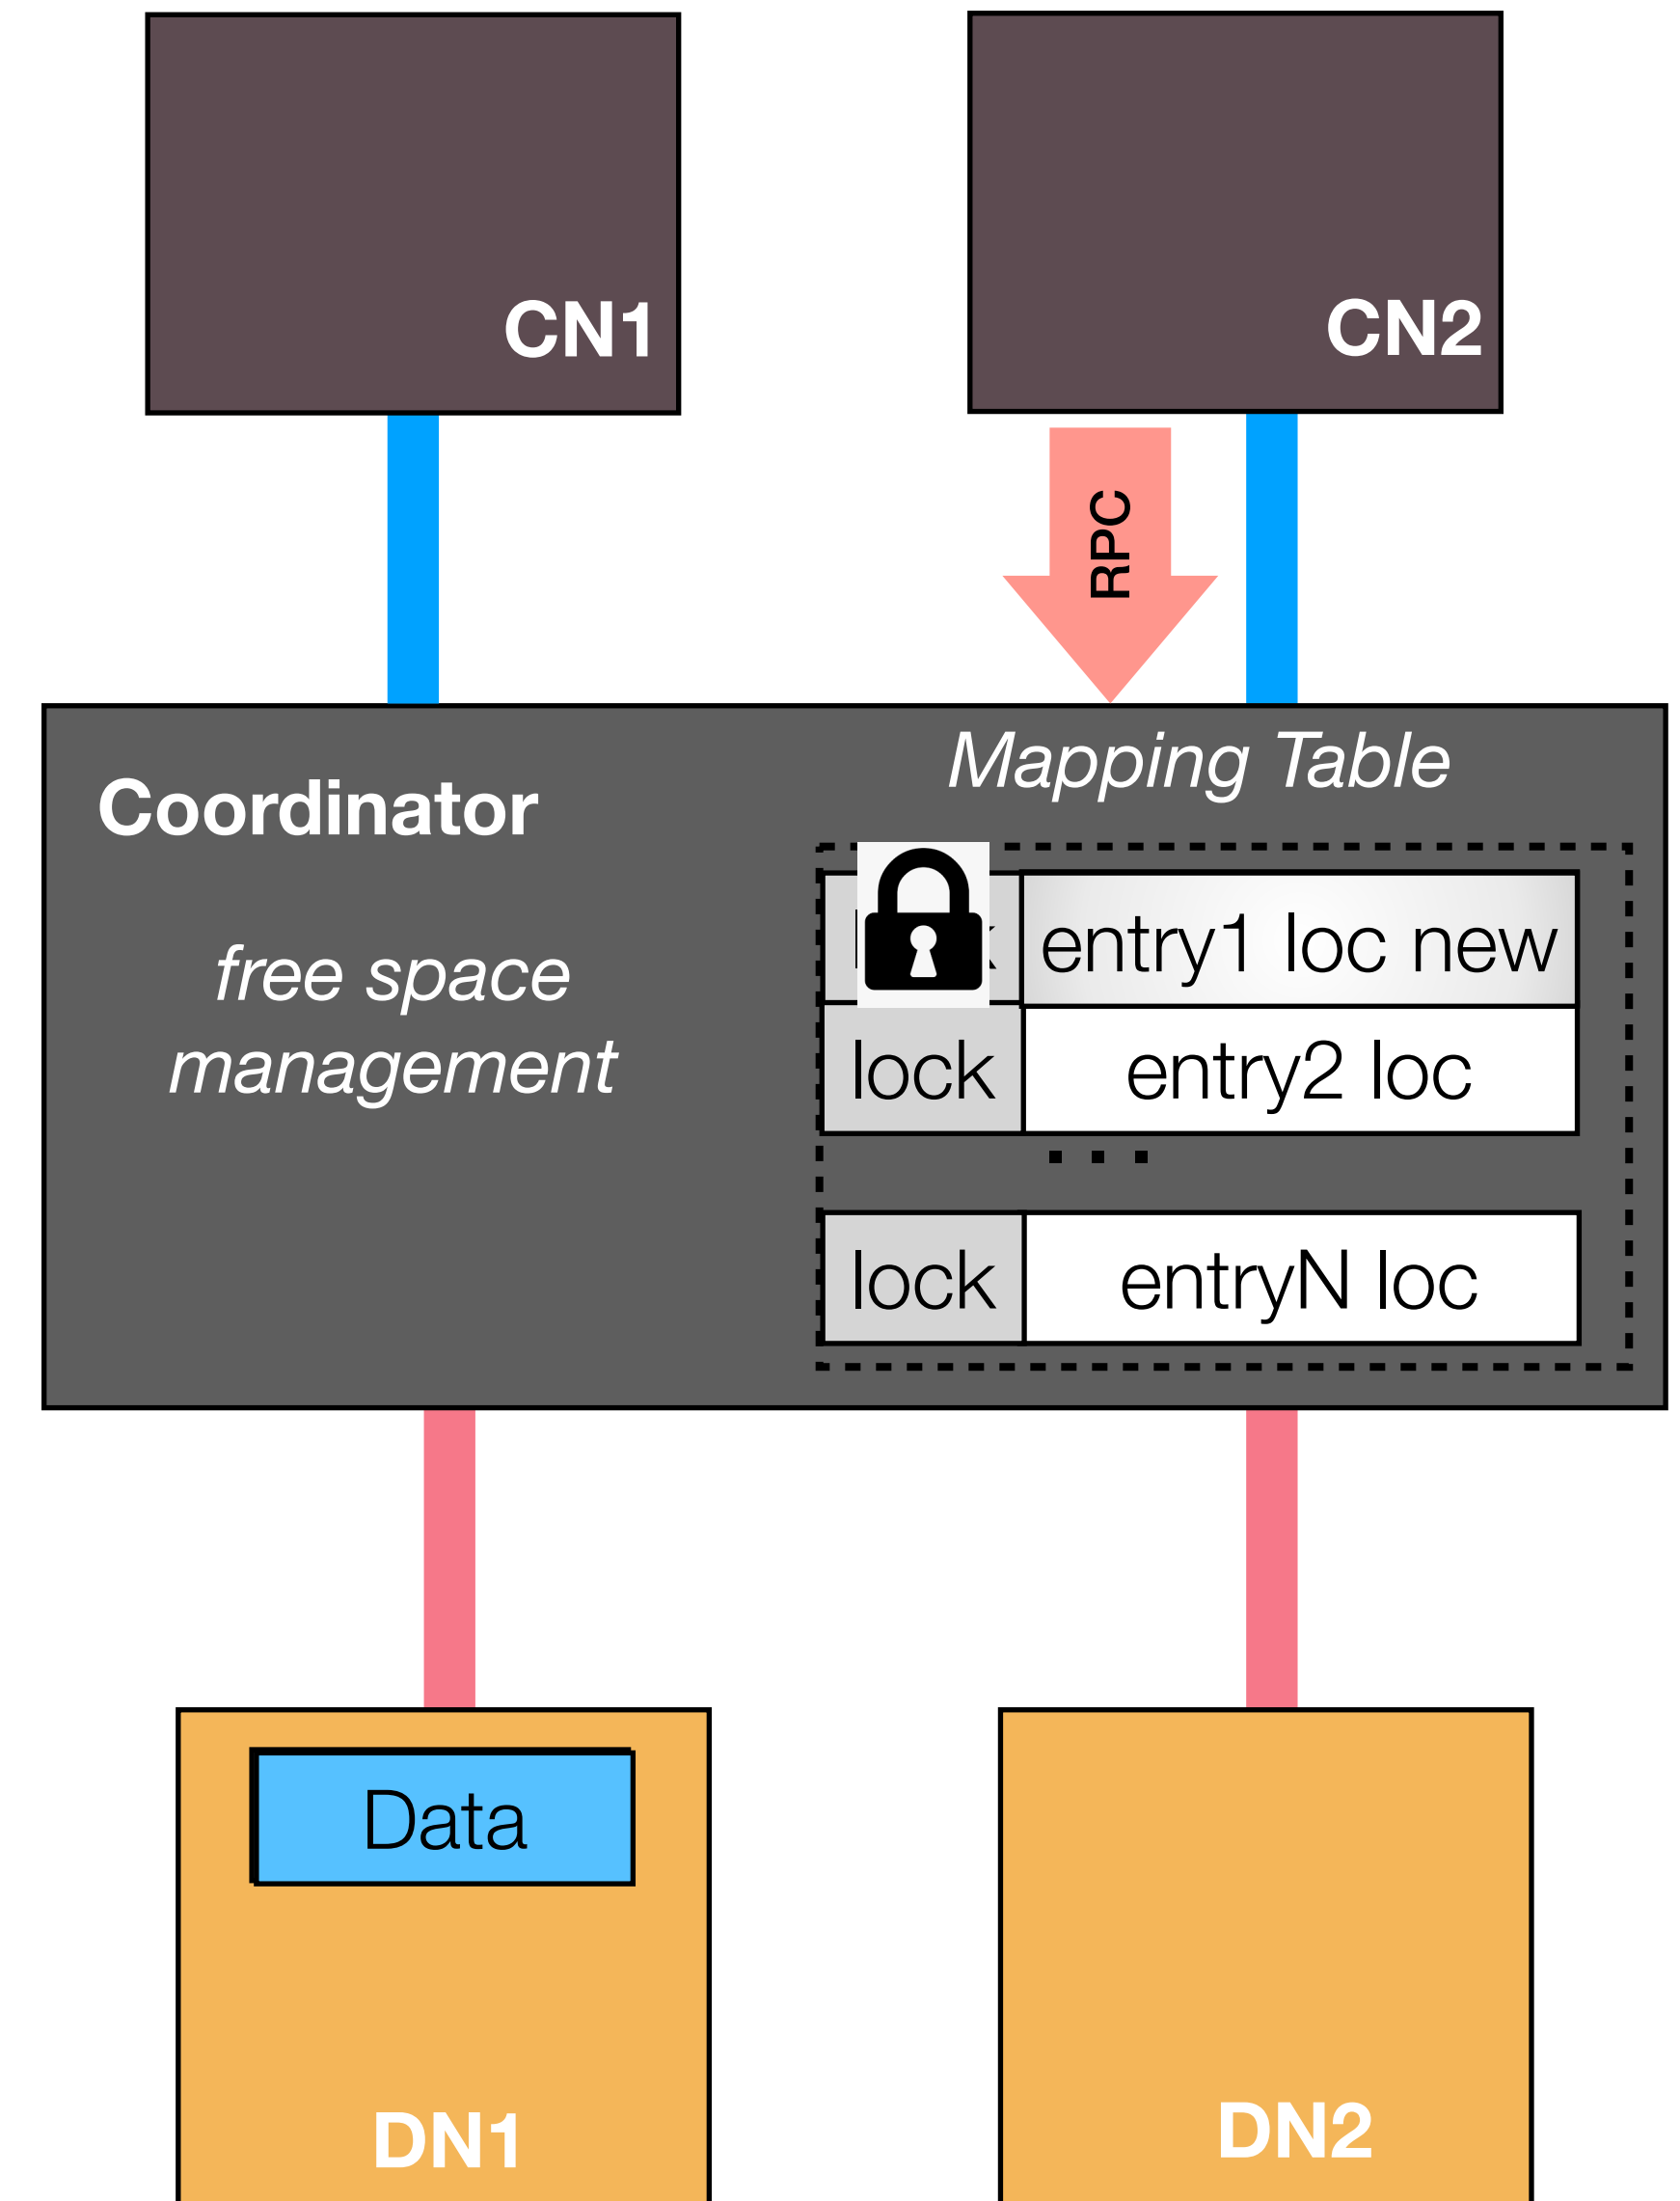 CN1
CN2
RPC
Coordinator
free space
management
Mapping Table
entry1 loc new
lock entry2 loc
...
lock entryN loc
Data
DN1
DN2